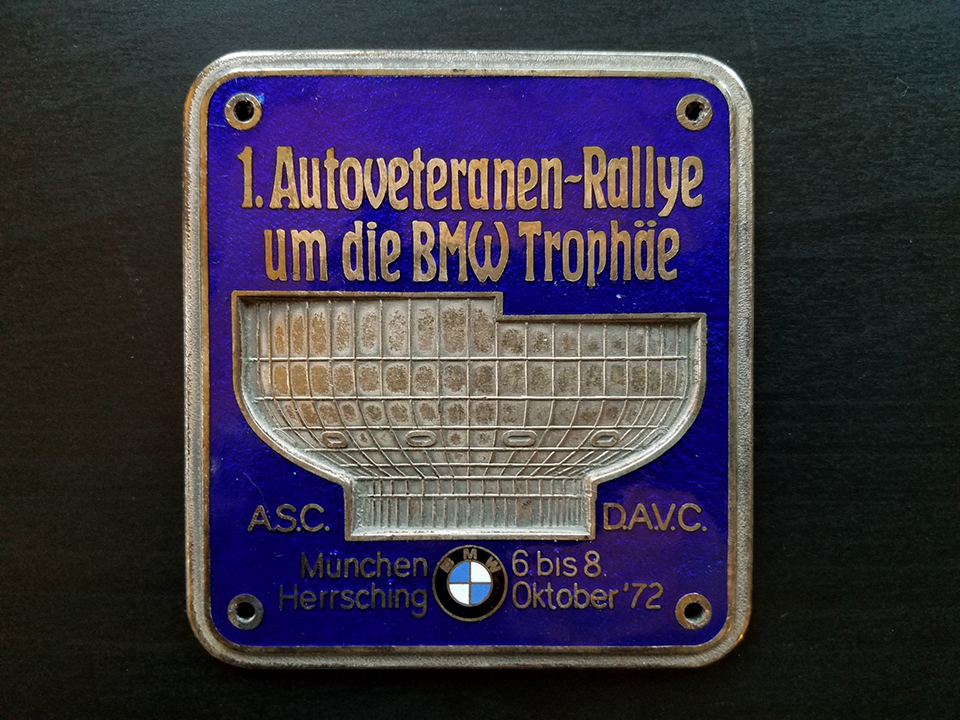 1. Autoveteranen-Rallye
um die BMW Trophäe
A.S.C.
D.A.V.C.
München
Herrsching
BMW
6. bis 8.
Oktober '72